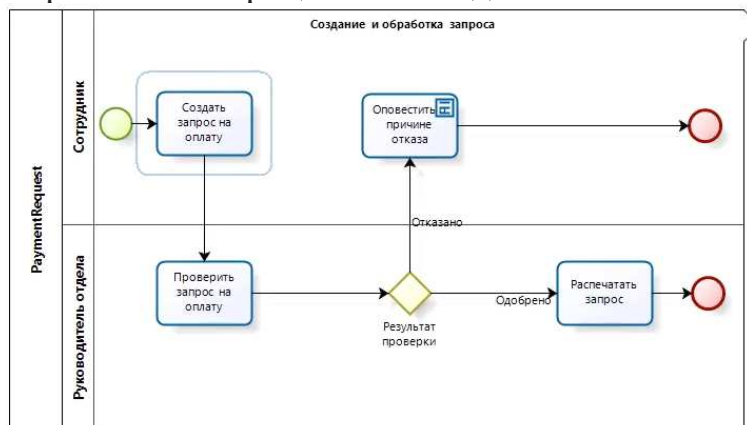 Создание и обработка запроса
PaymentRequest
Сотрудник
Создать
запрос на
оплату
Оповестить
причине
отказа
Отказано
Руководитель отдела
Проверить
запрос на
оплату
Результат
проверки
Одобрено
Распечатать
запрос